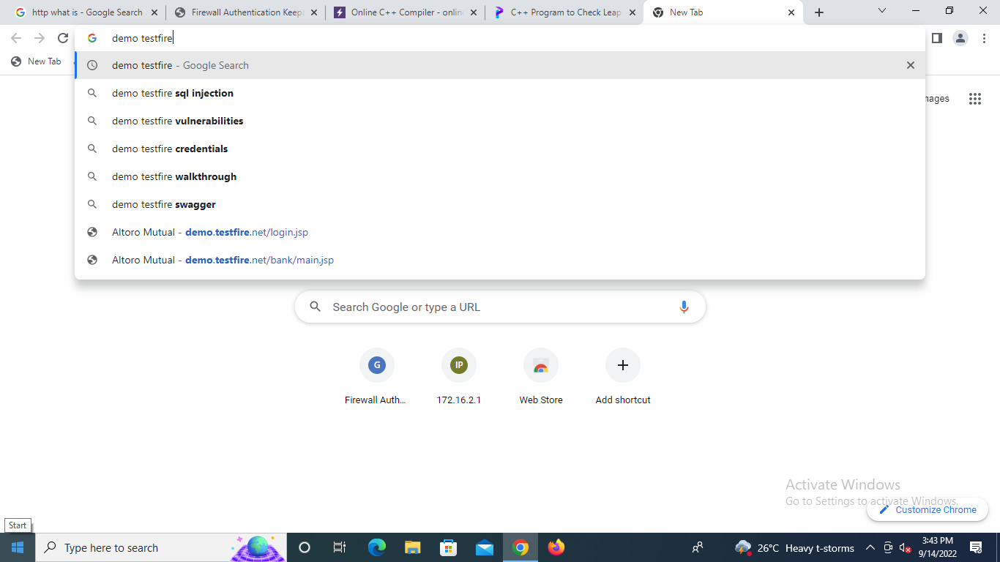 http what is - Google Search
Firewall Authentication Keepa
Online C++ Compiler - onlin
C++ Program to Check Leap
New Tab
demo testfire
New Tab
demo testfire - Google Search
demo testfire sql injection
demo testfire vulnerabilities
demo testfire credentials
demo testfire walkthrough
demo testfire swagger
Altoro Mutual - demo.testfire.net/login.jsp
Altoro Mutual - demo.testfire.net/bank/main.jsp
mages
Search Google or type a URL
G
IP
Firewall Auth...
172.16.2.1
Web Store
Add shortcut
Activate Windows
Go to Settings to activate Windows.
Customize Chrome
Start
Type here to search
26°C Heavy t-storms
3:43 PM
9/14/2022